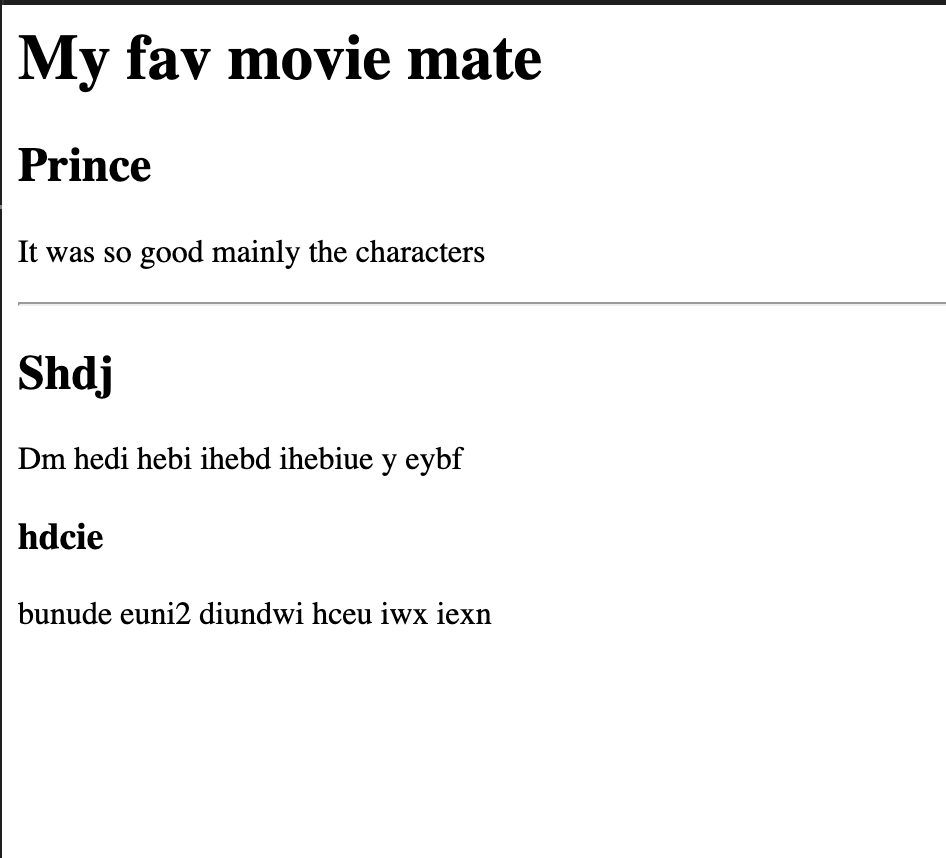 My fav movie mate
Prince
It was so good mainly the characters
Shdj
Dm hedi hebi ihebd ihebiue y eybf
hdcie
bunude euni2 diundwi hceu iwx iexn